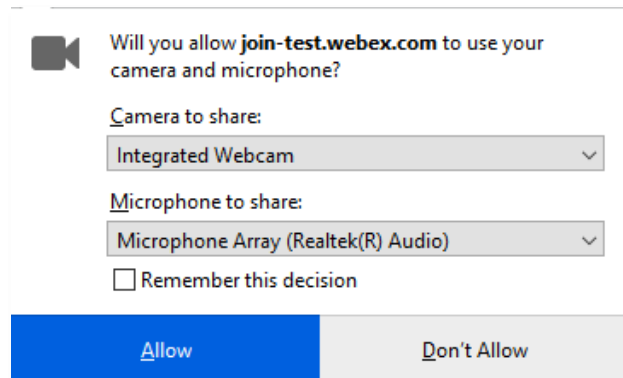 Will you allow join-test.webex.com to use your
camera and microphone?
Camera to share:
Integrated Webcam
Microphone to share:
Microphone Array (Realtek(R) Audio)
Remember this decision
Allow
Don't Allow